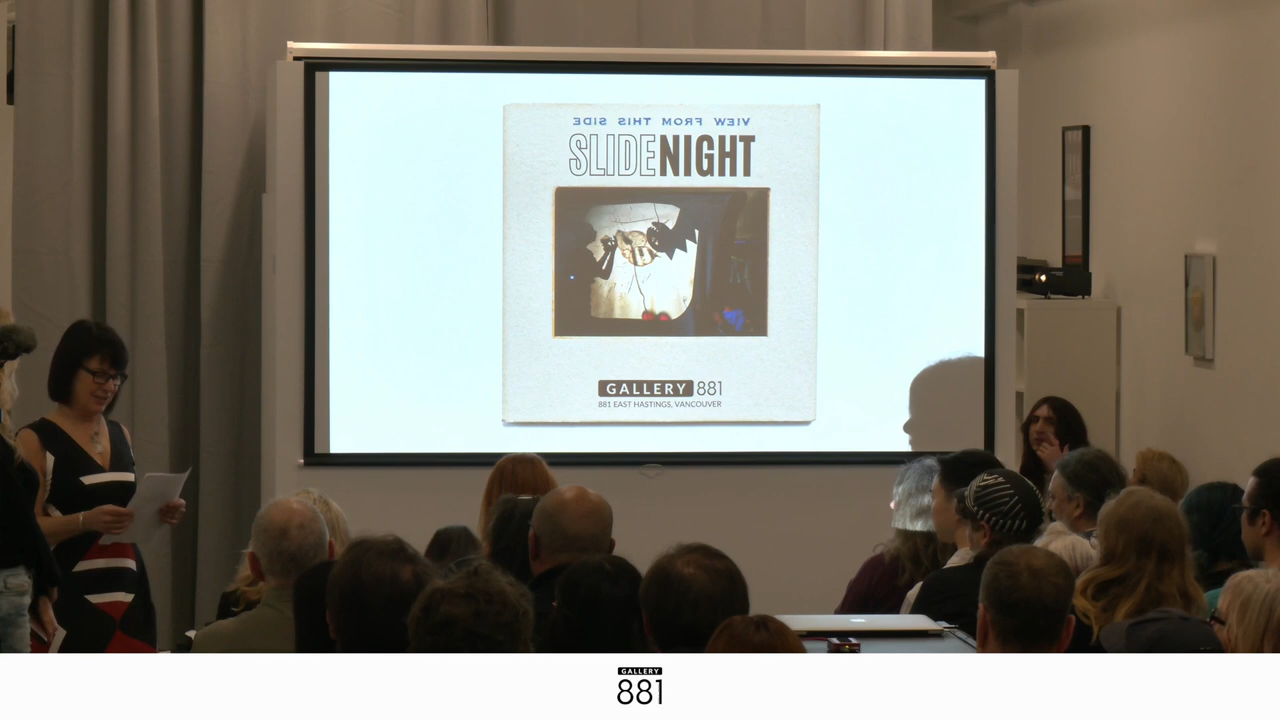 VIEW FROM THIS SIDE
SLIDENIGHT
GALLERY 881
881 EAST HASTINGS, VANCOUVER
GALLERY
881